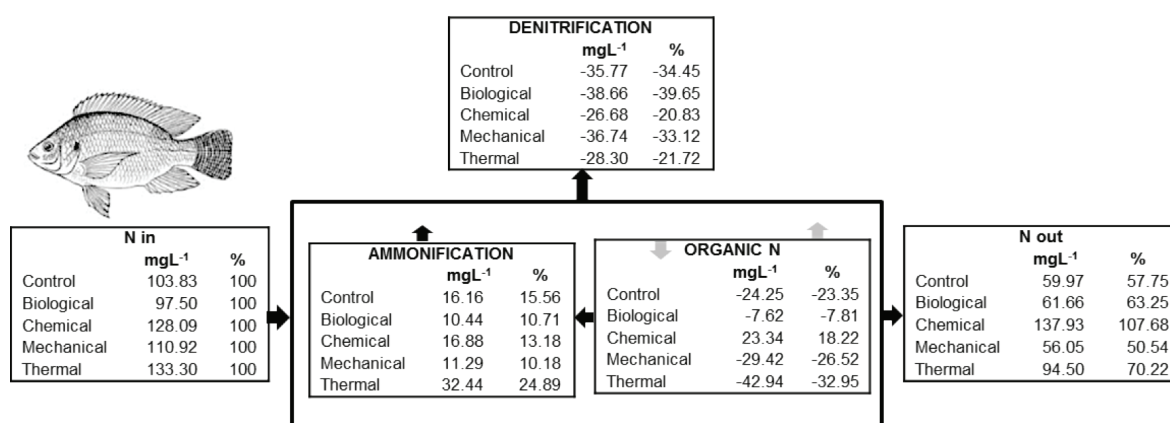 DENITRIFICATION
mgL-1 %
Control -35.77 -34.45
Biological -38.66 -39.65
Chemical -26.68 -20.83
Mechanical -36.74 -33.12
Thermal -28.30 -21.72
N in
mgL-1 %
Control 103.83 100
Biological 97.50 100
Chemical 128.09 100
Mechanical 110.92 100
Thermal 133.30 100
AMMONIFICATION
mgL-1 %
Control 16.16 15.56
Biological 10.44 10.71
Chemical 16.88 13.18
Mechanical 11.29 10.18
Thermal 32.44 24.89
ORGANIC N
mgL-1 %
Control -24.25 -23.35
Biological -7.62 -7.81
Chemical 23.34 18.22
Mechanical -29.42 -26.52
Thermal -42.94 -32.95
N out
mgL-1 %
Control 59.97 57.75
Biological 61.66 63.25
Chemical 137.93 107.68
Mechanical 56.05 50.54
Thermal 94.50 70.22